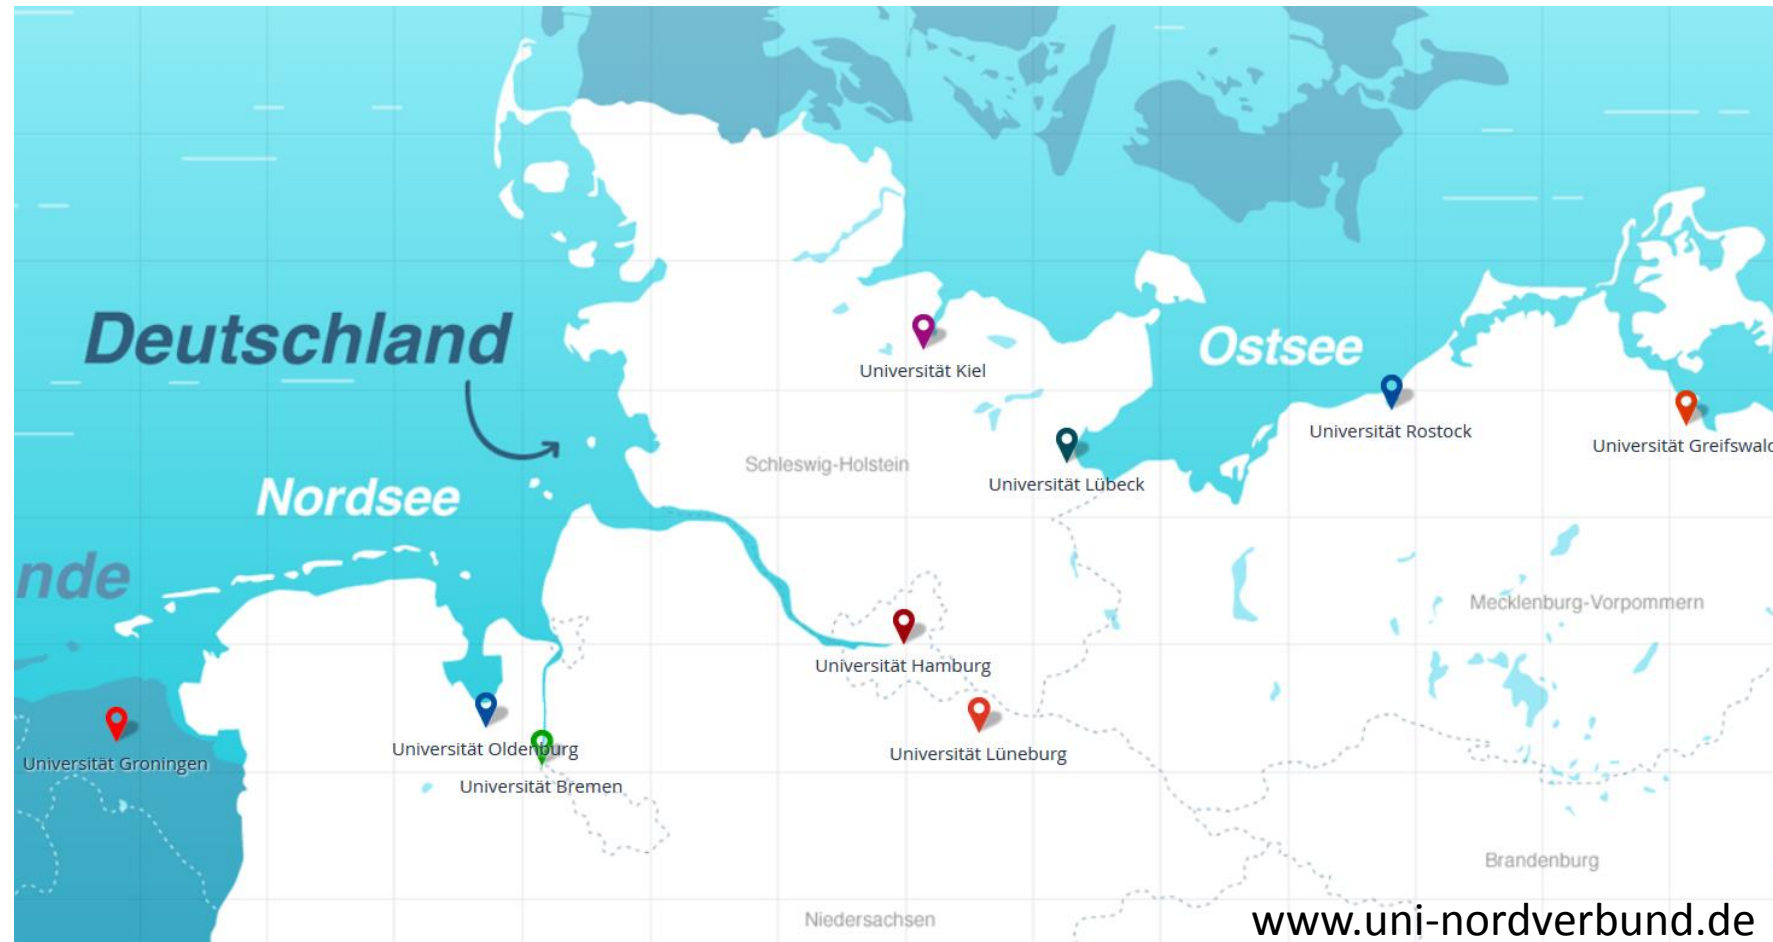 Deutschland
Ostsee
Universität Kiel
Universität Rostock
Universität Greifswald
Schleswig-Holstein
Universität Lübeck
Nordsee
nde
Mecklenburg-Vorpommern
Universität Hamburg
Universität Oldenburg
Universität Lüneburg
Universität Groningen
Universität Bremen
Brandenburg
Niedersachsen
www.uni-nordverbund.de